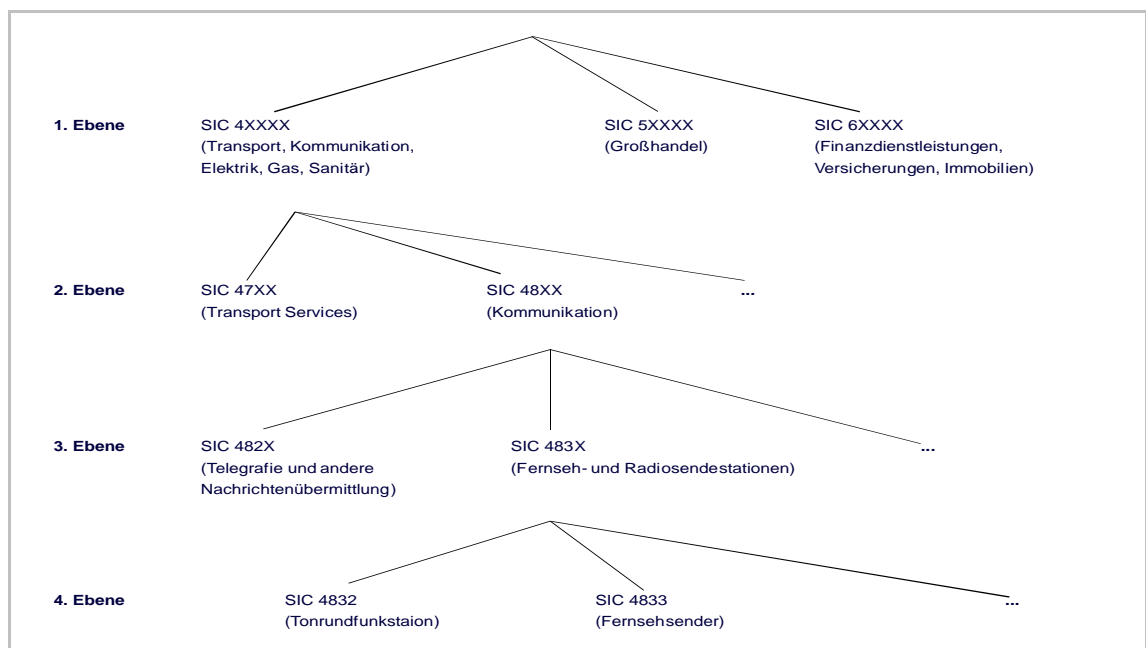 1. Ebene SIC 4XXXX SIC 5XXXX SIC 6XXXX
(Transport, Kommunikation, (Großhandel) (Finanzdienstleistungen,
Elektrik, Gas, Sanitär) Versicherungen, Immobilien)
2. Ebene SIC 47XX SIC 48XX ...
(Transport Services) (Kommunikation)
3. Ebene SIC 482X SIC 483X ...
(Telegrafie und andere (Fernseh- und Radiosendestationen)
Nachrichtenübermittlung)
4. Ebene SIC 4832 SIC 4833 ...
(Tonrundfunkstaion) (Fernsehsender)